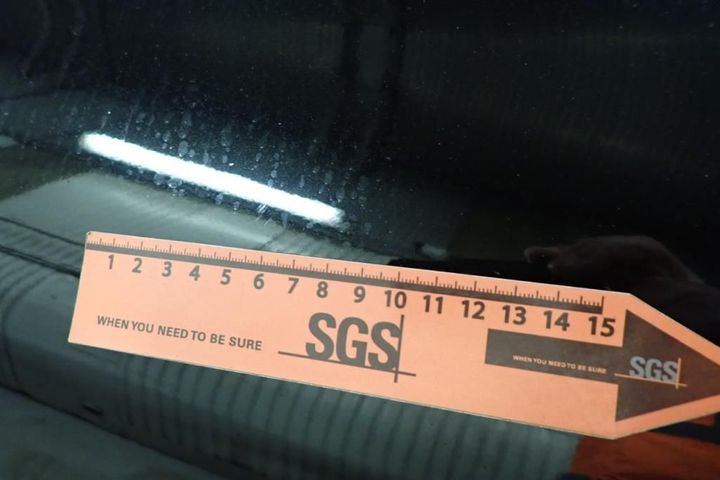 1 2 3 4 5 6 7 8 9 10 11 12 13 14 15
WHEN YOU NEED TO BE SURE SGS
WHEN YOU NEED TO BE SURE SGS